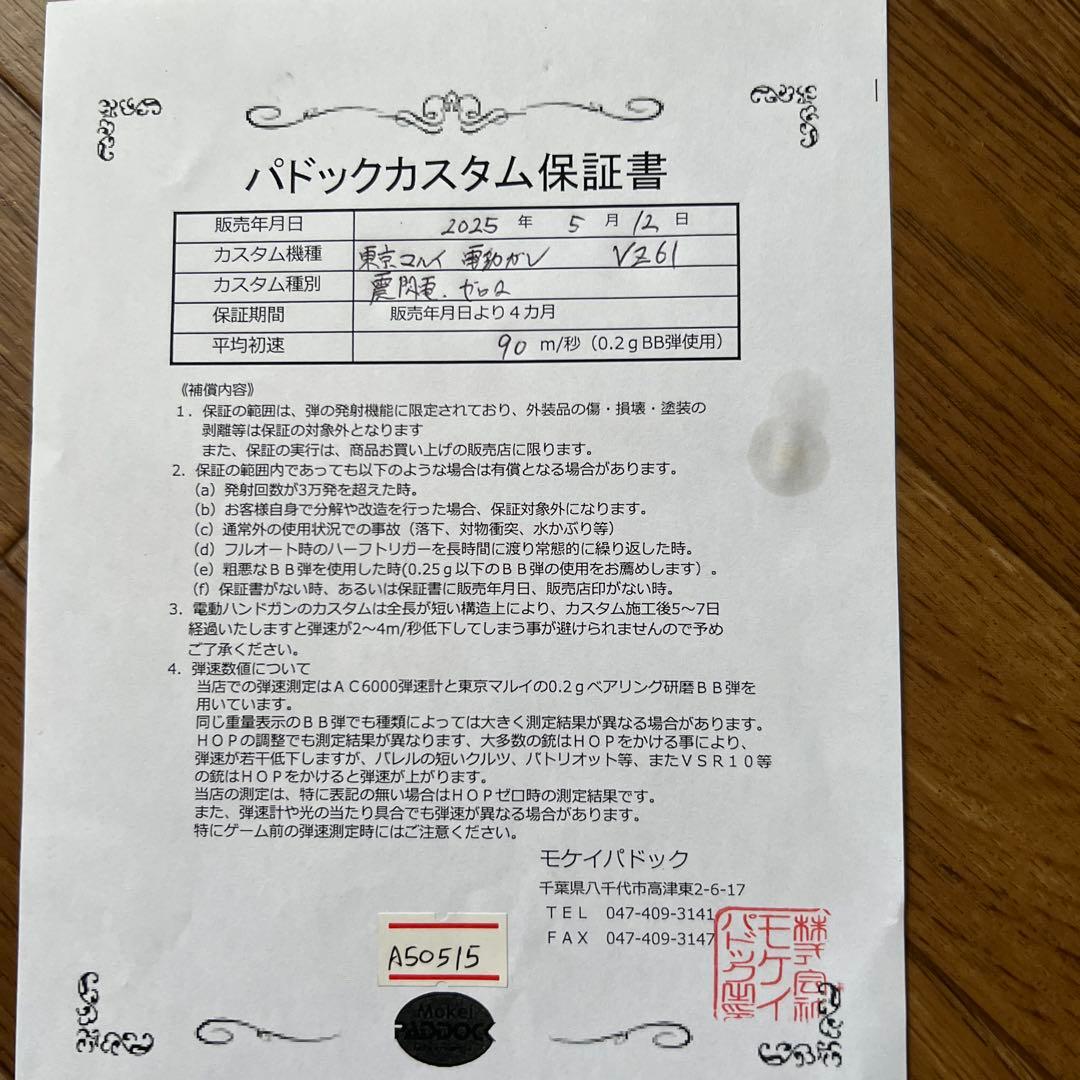 パドックカスタム保証書
販売年月日 2025 年 5 月 12 日
カスタム機種 東京マルイ 電動ガン VZ61
カスタム種別 震閃電.ゼロ2
保証期間 販売年月日より4カ月
平均初速 90 m/秒（0.2gBB弾使用）
《補償内容》
1．保証の範囲は、弾の発射機能に限定されており、外装品の傷・損壊・塗装の
剥離等は保証の対象外となります
また、保証の実行は、商品お買い上げの販売店に限ります。
2．保証の範囲内であっても以下のような場合は有償となる場合があります。
（a）発射回数が3万発を超えた時。
（b）お客様自身で分解や改造を行った場合、保証対象外になります。
（c）通常外の使用状況での事故（落下、対物衝突、水かぶり等）
（d）フルオート時のハーフトリガーを長時間に渡り常態的に繰り返した時。
（e）粗悪なＢＢ弾を使用した時(0.25g以下のＢＢ弾の使用をお薦めします）。
（f）保証書がない時、あるいは保証書に販売年月日、販売店印がない時。
3．電動ハンドガンのカスタムは全長が短い構造上により、カスタム施工後5～7日
経過いたしますと弾速が2～4m/秒低下してしまう事が避けられませんので予め
ご了承ください。
4．弾速数値について
当店での弾速測定はＡＣ6000弾速計と東京マルイの0.2ｇベアリング研磨ＢＢ弾を
用いています。
同じ重量表示のＢＢ弾でも種類によっては大きく測定結果が異なる場合があります。
ＨＯＰの調整でも測定結果が異なります、大多数の銃はＨＯＰをかける事により、
弾速が若干低下しますが、バレルの短いクルツ、パトリオット等、またＶＳＲ１０等
の銃はＨＯＰをかけると弾速が上がります。
当店の測定は、特に表記の無い場合はＨＯＰゼロ時の測定結果です。
また、弾速計や光の当たり具合でも弾速が異なる場合があります。
特にゲーム前の弾速測定時にはご注意ください。
モケイパドック
千葉県八千代市高津東2-6-17
ＴＥＬ 047-409-3141
ＦＡＸ 047-409-3147
株式会社
モケイ
パドック
A50515
Mokei
PADDOC